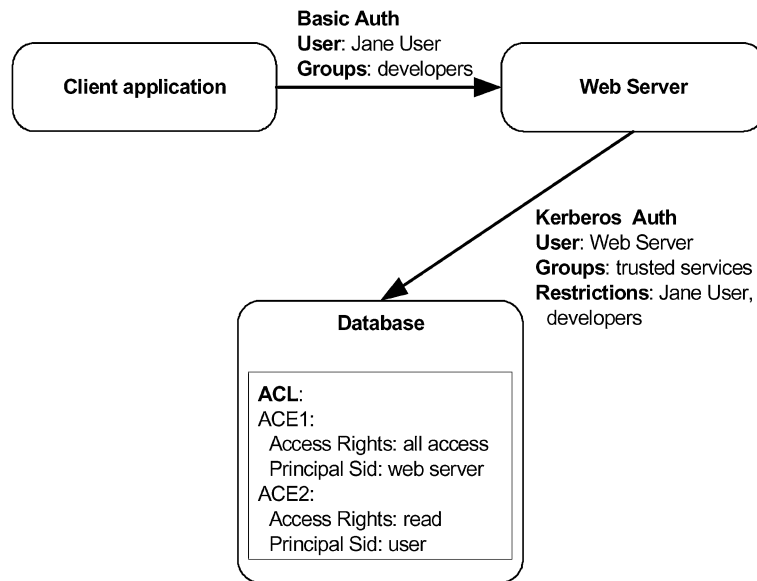 Basic Auth
User: Jane User
Groups: developers
Client application
Web Server
Kerberos Auth
User: Web Server
Groups: trusted services
Restrictions: Jane User,
developers
Database
ACL:
ACE1:
Access Rights: all access
Principal Sid: web server
ACE2:
Access Rights: read
Principal Sid: user